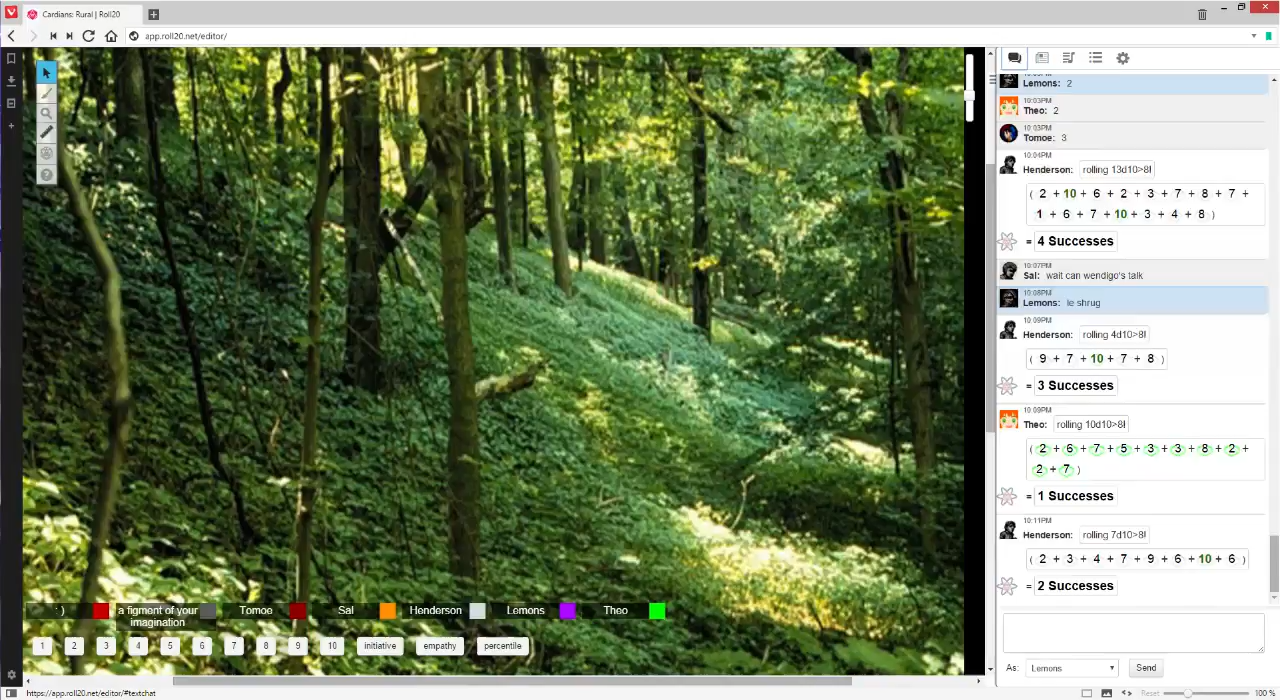 Cardians: Rural | Roll20
app.roll20.net/editor/
Lemons: 2
10:03PM
Theo: 2
10:03PM
Tomoe: 3
10:04PM
Henderson: rolling 13d10>8!
( 2 + 10 + 6 + 2 + 3 + 7 + 8 + 7 +
1 + 6 + 7 + 10 + 3 + 4 + 8 )
= 4 Successes
10:07PM
Sal: wait can wendigo's talk
10:08PM
Lemons: le shrug
10:09PM
Henderson: rolling 4d10>8!
( 9 + 7 + 10 + 7 + 8 )
= 3 Successes
10:09PM
Theo: rolling 10d10>8!
( 2 + 6 + 7 + 5 + 3 + 3 + 8 + 2 +
2 + 7 )
= 1 Successes
10:11PM
Henderson: rolling 7d10>8!
( 2 + 3 + 4 + 7 + 9 + 6 + 10 + 6 )
= 2 Successes
: ) a figment of your imagination Tomoe Sal Henderson Lemons Theo
1 2 3 4 5 6 7 8 9 10 initiative empathy percentile
As: Lemons Send
https://app.roll20.net/editor/#textchat
Reset 100 %